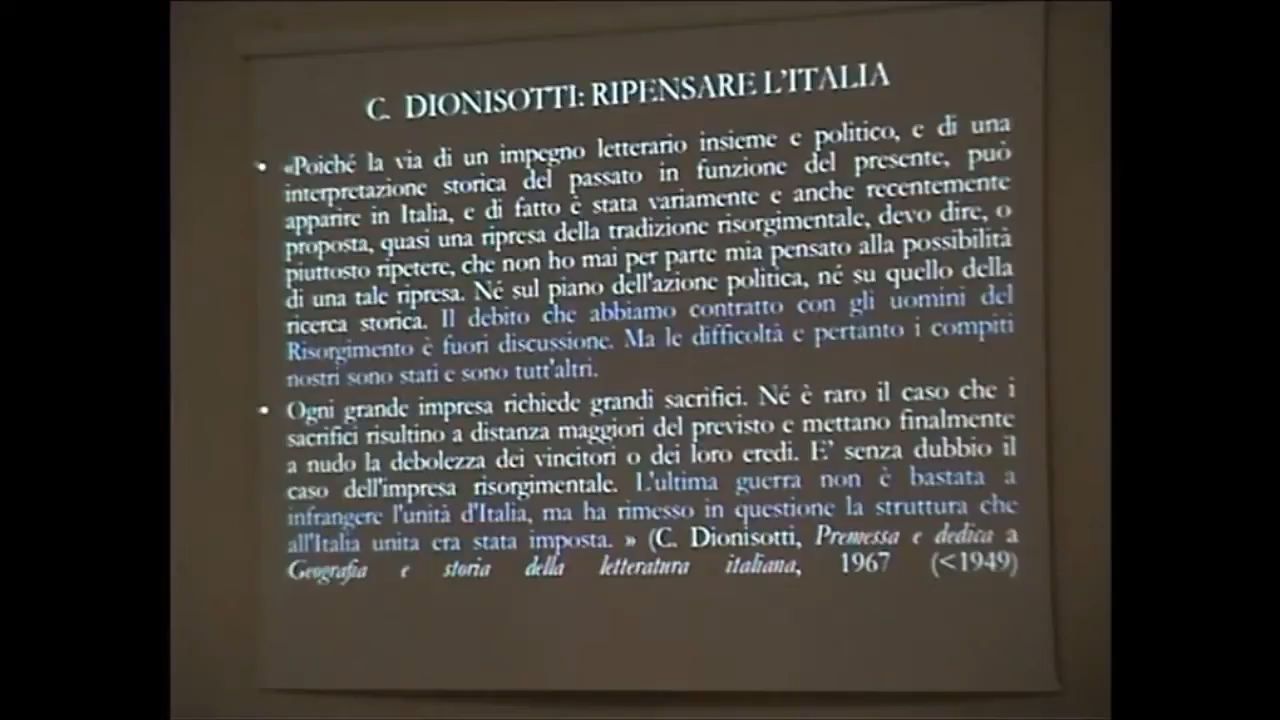 C. DIONISOTTI: RIPENSARE L'ITALIA
• «Poiché la via di un impegno letterario insieme e politico, e di una
interpretazione storica del passato in funzione del presente, può
apparire in Italia, e di fatto è stata variamente e anche recentemente
proposta, quasi una ripresa della tradizione risorgimentale, devo dire, o
piuttosto ripetere, che non ho mai per parte mia pensato alla possibilità
di una tale ripresa. Né sul piano dell'azione politica, né su quello della
ricerca storica. Il debito che abbiamo contratto con gli uomini del
Risorgimento è fuori discussione. Ma le difficoltà e pertanto i compiti
nostri sono stati e sono tutt'altri.
• Ogni grande impresa richiede grandi sacrifici. Né è raro il caso che i
sacrifici risultino a distanza maggiori del previsto e mettano finalmente
a nudo la debolezza dei vincitori o dei loro eredi. E' senza dubbio il
caso dell'impresa risorgimentale. L'ultima guerra non è bastata a
infrangere l'unità d'Italia, ma ha rimesso in questione la struttura che
all'Italia unita era stata imposta. » (C. Dionisotti, Premessa e dedica a
Geografia e storia della letteratura italiana, 1967 (<1949)